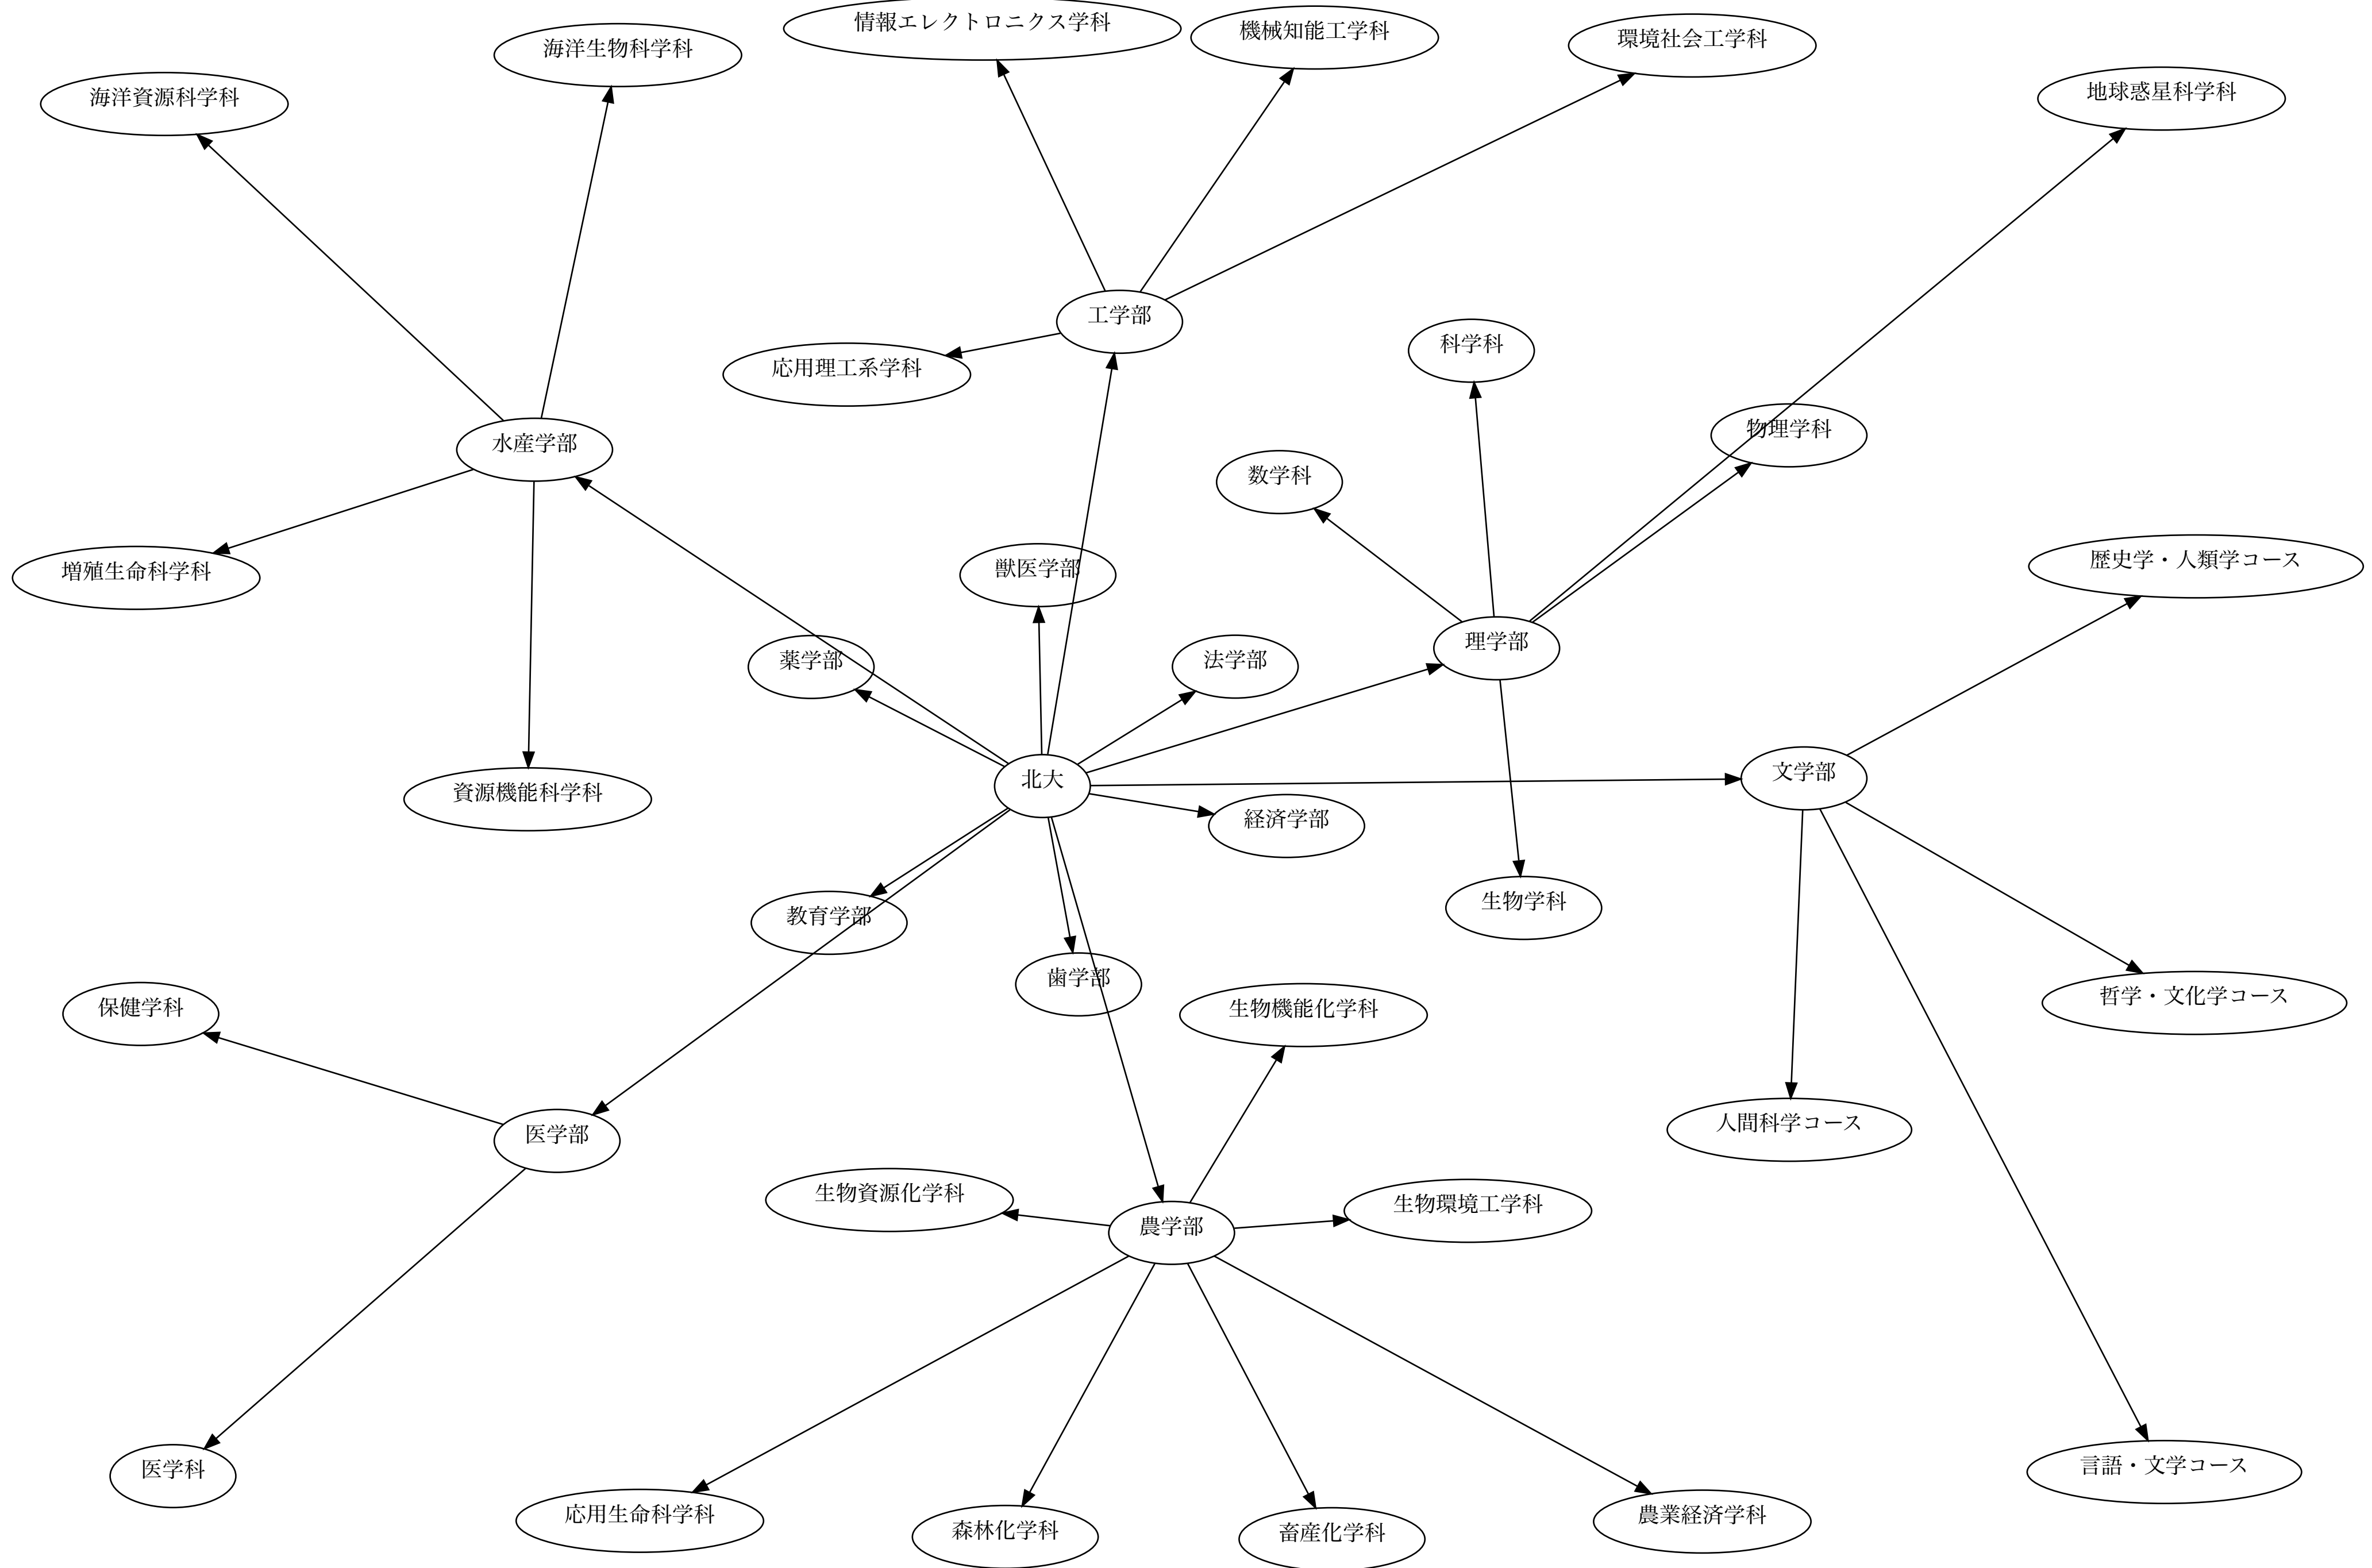 情報エレクトロニクス学科
機械知能工学科
環境社会工学科
海洋生物科学科
地球惑星科学科
海洋資源科学科
工学部
科学科
応用理工系学科
物理学科
水産学部
数学科
歴史学・人類学コース
獣医学部
増殖生命科学科
理学部
薬学部
法学部
文学部
北大
資源機能科学科
経済学部
生物学科
教育学部
歯学部
哲学・文化学コース
保健学科
生物機能化学科
人間科学コース
医学部
生物資源化学科
生物環境工学科
農学部
言語・文学コース
医学科
応用生命科学科
農業経済学科
森林化学科
畜産化学科